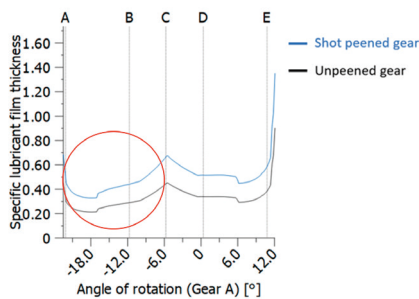 A B C D E
Specific lubricant film thickness
1.60
1.40
1.20
1.00
0.80
0.60
0.40
0.20
0
-18.0 -12.0 -6.0 0 6.0 12.0
Angle of rotation (Gear A) [°]
Shot peened gear
Unpeened gear